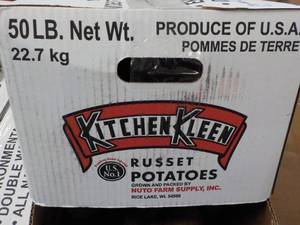 50 LB. Net Wt.
22.7 kg
PRODUCE OF U.S.A.
POMMES DE TERRE
KITCHEN KLEEN
U.S.
No.1
RUSSET
POTATOES
GROWN AND PACKED BY
NUTO FARM SUPPLY, INC.
RICE LAKE, WI. 54868
DOUBLE W